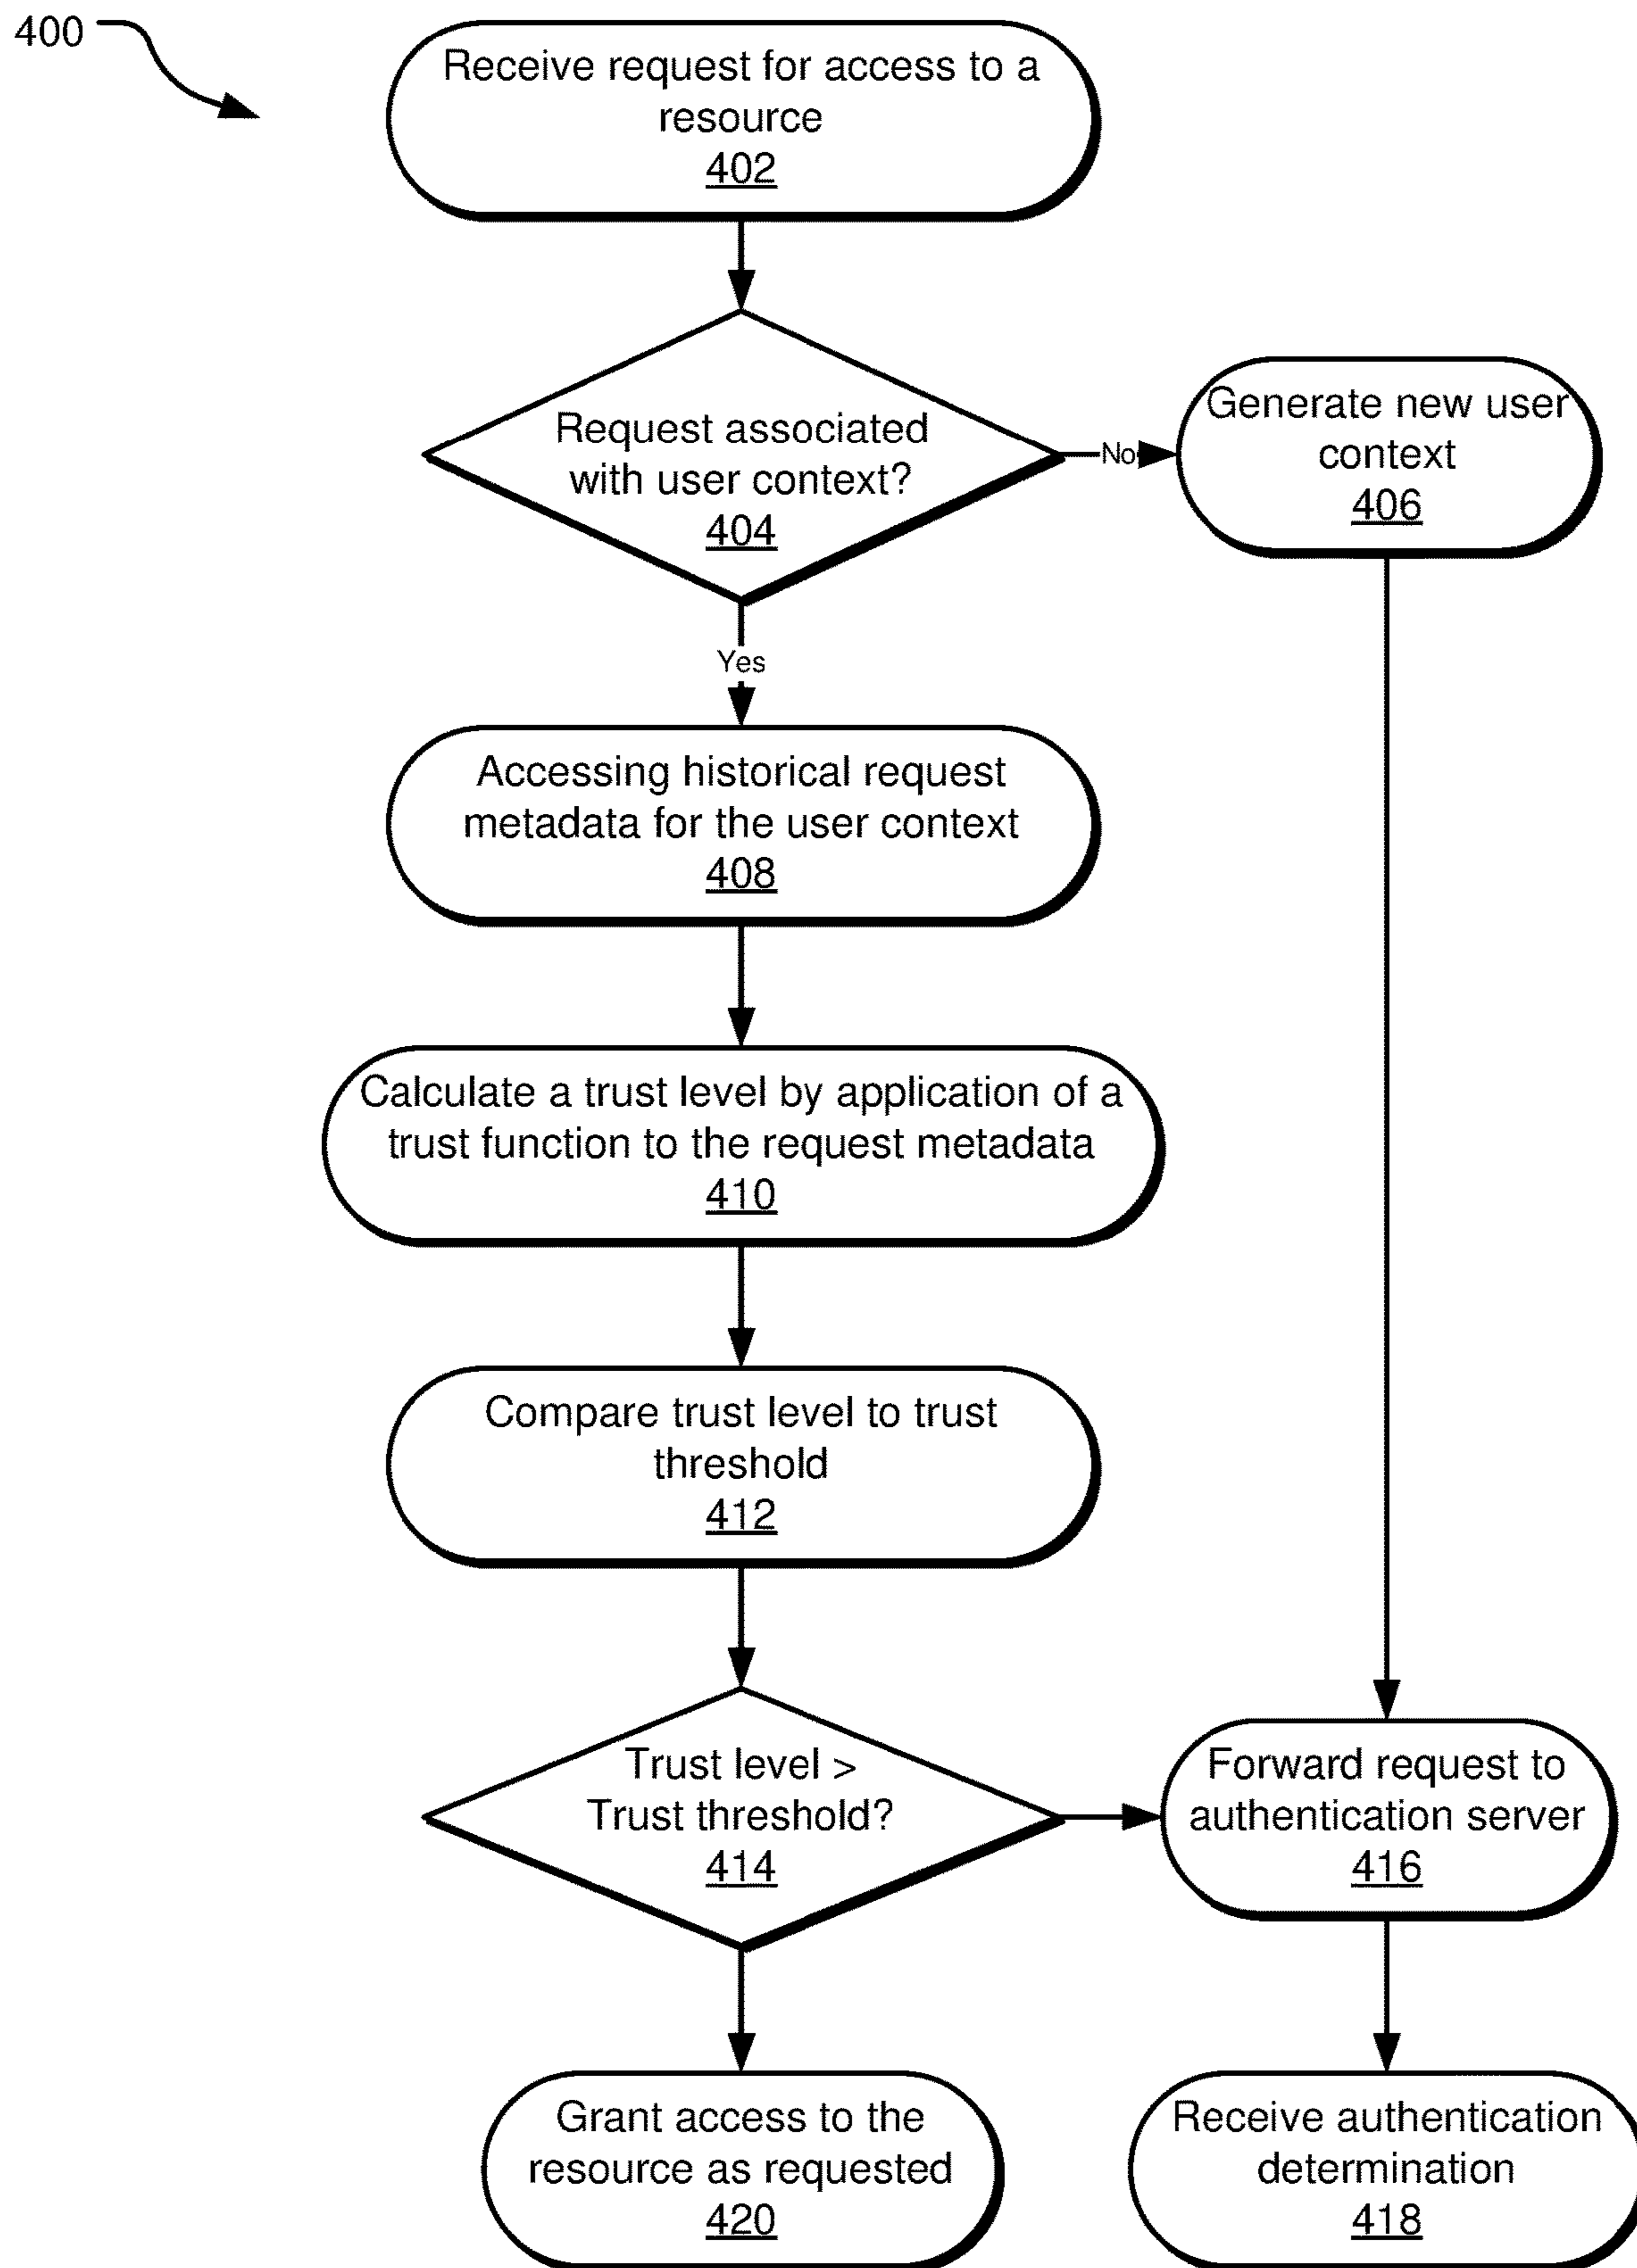 400
Receive request for access to a
resource
402
Request associated
with user context?
404
No
Generate new user
context
406
Yes
Accessing historical request
metadata for the user context
408
Calculate a trust level by application of a
trust function to the request metadata
410
Compare trust level to trust
threshold
412
Trust level >
Trust threshold?
414
Forward request to
authentication server
416
Grant access to the
resource as requested
420
Receive authentication
determination
418